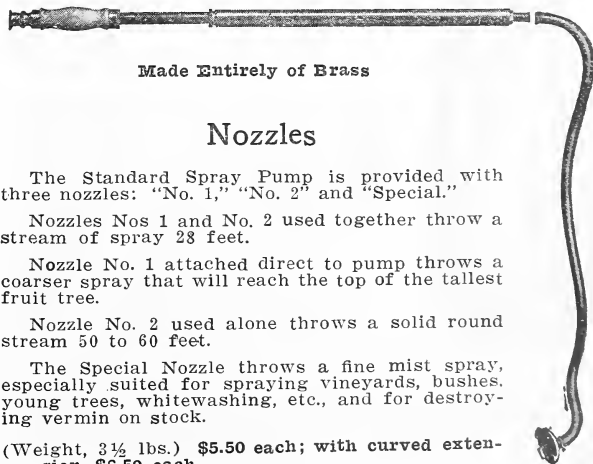 Made Entirely of Brass
Nozzles
The Standard Spray Pump is provided with
three nozzles: "No. 1," "No. 2" and "Special."
Nozzles Nos 1 and No. 2 used together throw a
stream of spray 28 feet.
Nozzle No. 1 attached direct to pump throws a
coarser spray that will reach the top of the tallest
fruit tree.
Nozzle No. 2 used alone throws a solid round
stream 50 to 60 feet.
The Special Nozzle throws a fine mist spray,
especially suited for spraying vineyards, bushes.
young trees, whitewashing, etc., and for destroy-
ing vermin on stock.
(Weight, 3½ lbs.) $5.50 each; with curved exten-
sion, $6.50 each